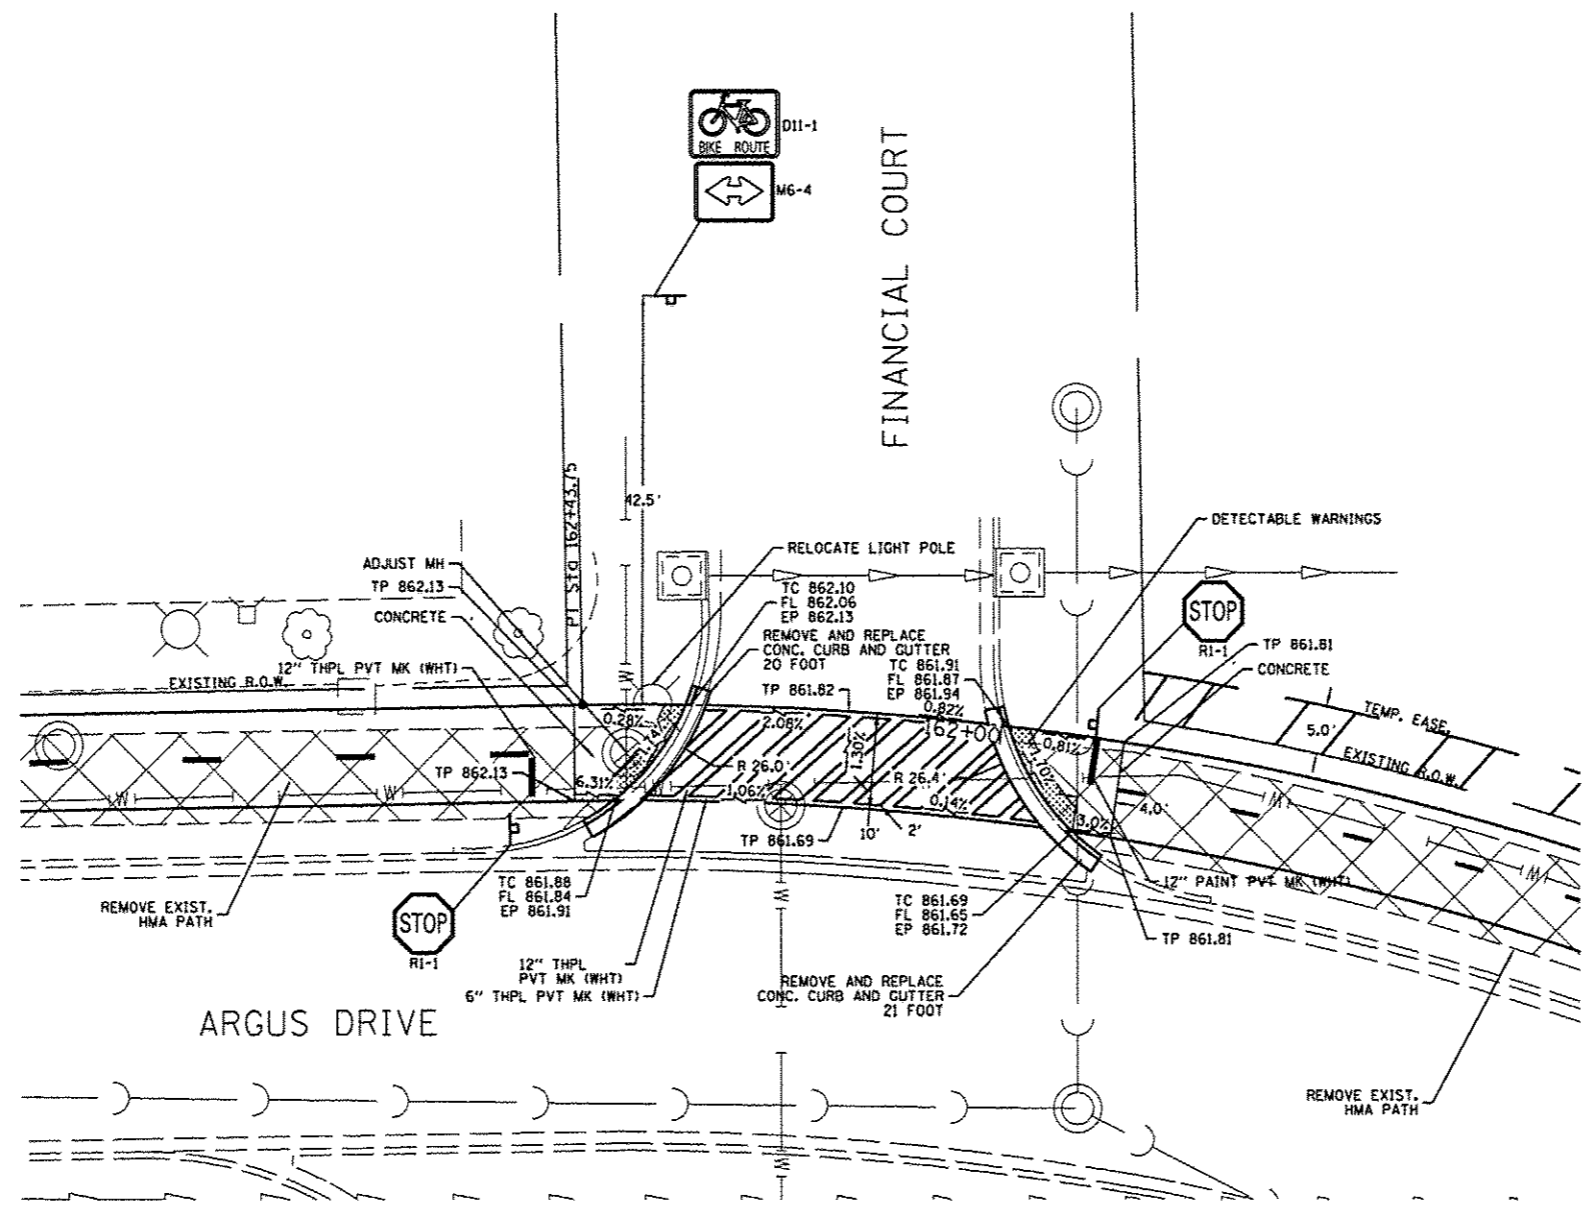 BIKE ROUTE
D11-1
M6-4
FINANCIAL COURT
42.5'
PI Sta 162+43.75
DETECTABLE WARNINGS
RELOCATE LIGHT POLE
ADJUST MH
TP 862.13
CONCRETE
TC 862.10
FL 862.06
EP 862.13
STOP
R1-1
REMOVE AND REPLACE
CONC. CURB AND GUTTER
20 FOOT
TP 861.81
CONCRETE
12" THPL PVT MK (WHT)
EXISTING R.O.W.
TC 861.91
FL 861.87
EP 861.94
TP 861.82
0.82%
TEMP. EASE.
5.0'
EXISTING R.O.W.
0.28%
2.08%
162+00
0.81%
1.30%
1.70%
R 26.0'
R 26.4'
TP 862.13
6.31%
1.06%
0.14%
3.0%
4.0'
W
W
W
W
W
W
W
W
10'
2'
TP 861.69
12" PAINT PVT MK (WHT)
TC 861.88
FL 861.84
EP 861.91
TC 861.69
FL 861.65
EP 861.72
TP 861.81
REMOVE EXIST.
HMA PATH
STOP
R1-1
12" THPL
PVT MK (WHT)
6" THPL PVT MK (WHT)
REMOVE AND REPLACE
CONC. CURB AND GUTTER
21 FOOT
ARGUS DRIVE
REMOVE EXIST.
HMA PATH